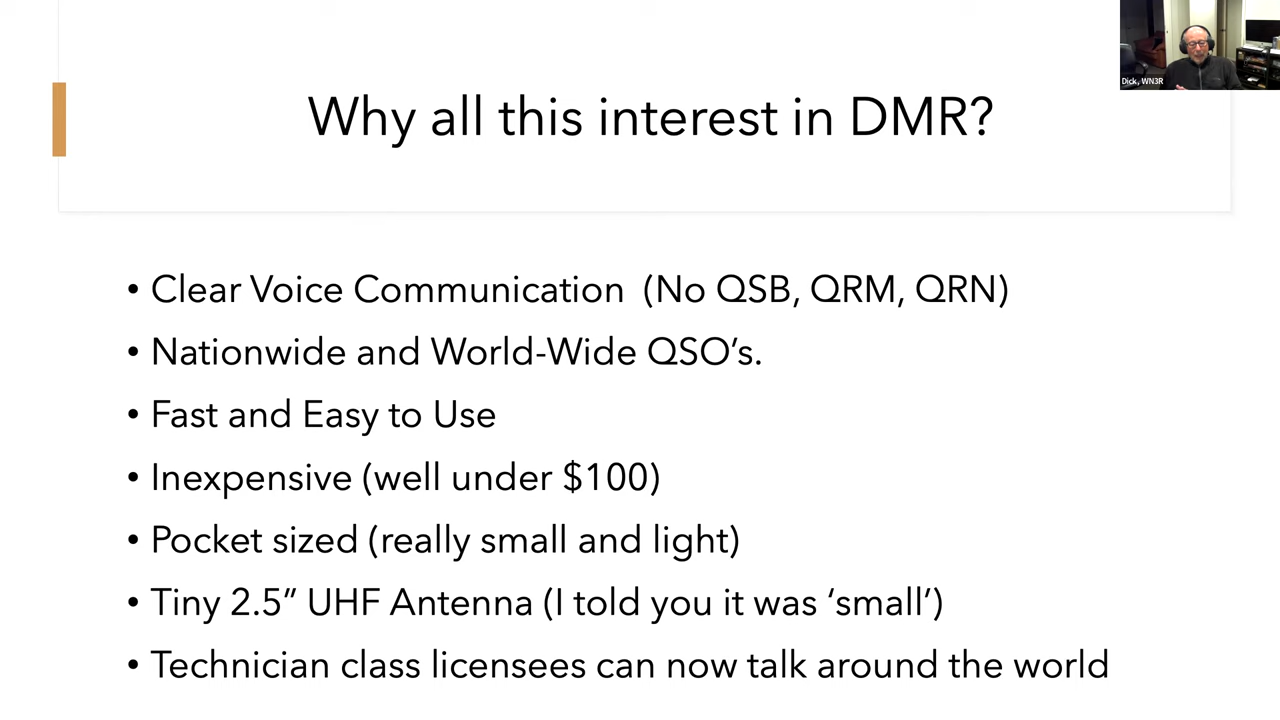 Dick, WN3R
Why all this interest in DMR?
• Clear Voice Communication  (No QSB, QRM, QRN)
• Nationwide and World-Wide QSO’s.
• Fast and Easy to Use
• Inexpensive (well under $100)
• Pocket sized (really small and light)
• Tiny 2.5” UHF Antenna (I told you it was ‘small’)
• Technician class licensees can now talk around the world